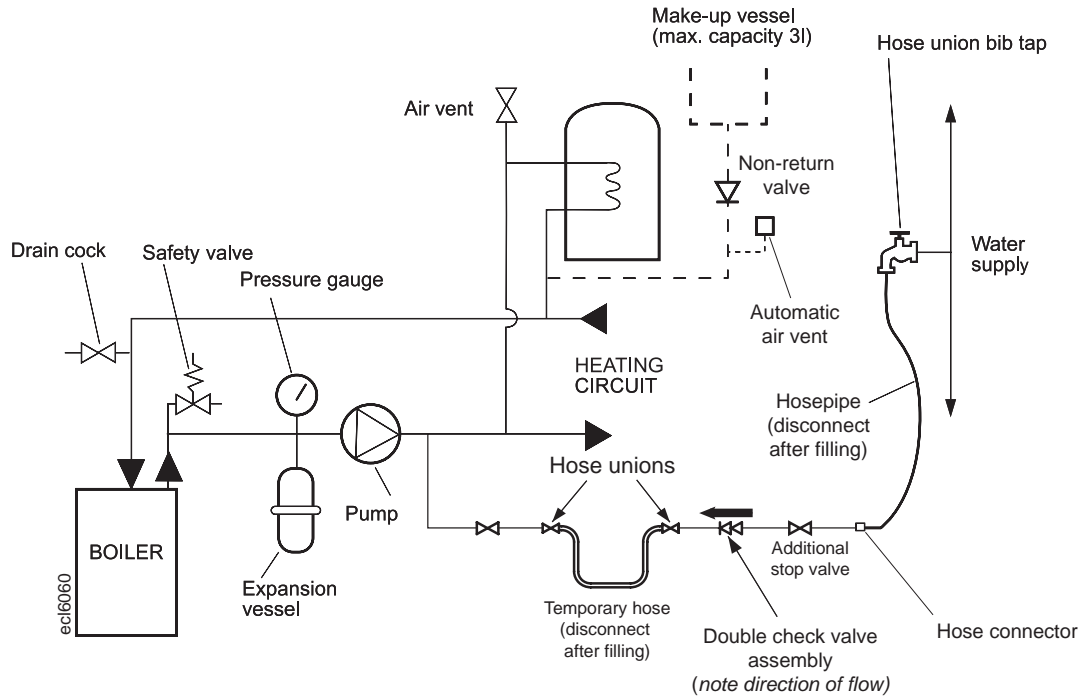 Make-up vessel
(max. capacity 3l)
Hose union bib tap
Air vent
Non-return
valve
Drain cock
Safety valve
Pressure gauge
Water
supply
Automatic
air vent
HEATING
CIRCUIT
Hosepipe
(disconnect
after filling)
Hose unions
Pump
BOILER
Additional
stop valve
Expansion
vessel
ecl6060
Temporary hose
(disconnect
after filling)
Double check valve
assembly
(note direction of flow)
Hose connector